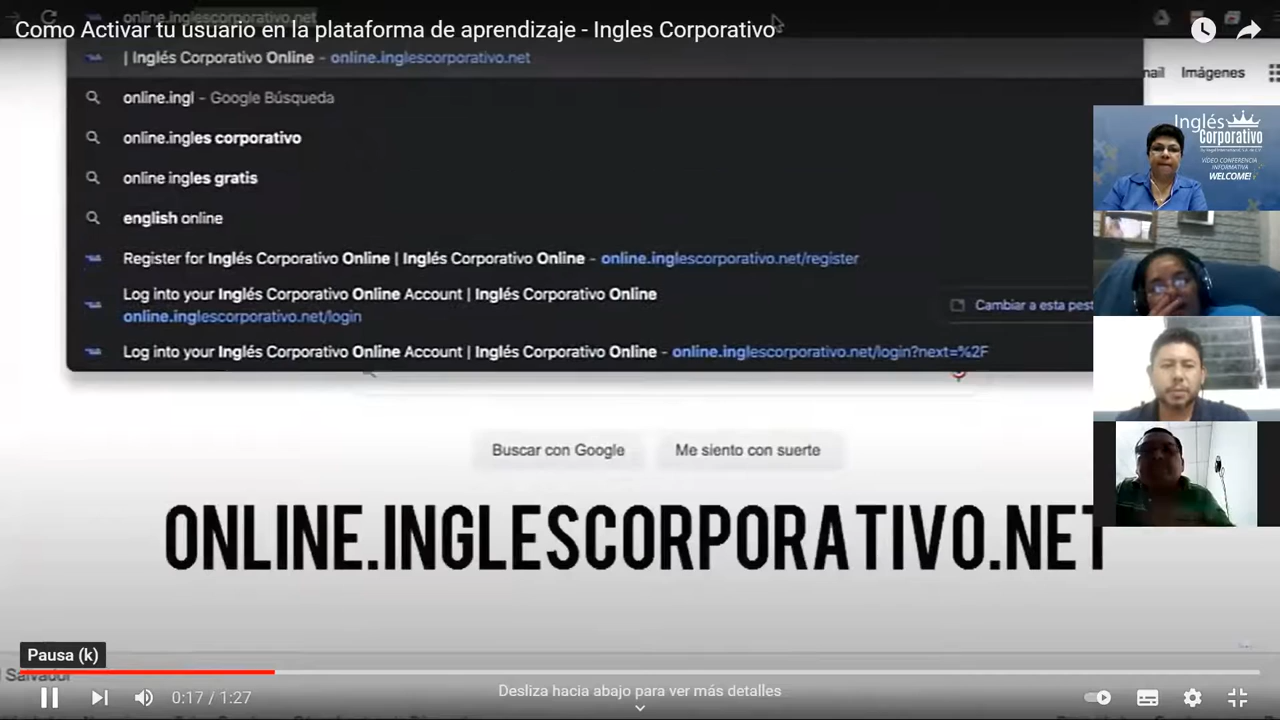 online.inglescorporativo.net
Como Activar tu usuario en la plataforma de aprendizaje - Ingles Corporativo
| Inglés Corporativo Online – online.inglescorporativo.net
Imágenes
online.ingl – Google Búsqueda
online.ingles corporativo
online ingles gratis
english online
Register for Inglés Corporativo Online | Inglés Corporativo Online – online.inglescorporativo.net/register
Log into your Inglés Corporativo Online Account | Inglés Corporativo Online
online.inglescorporativo.net/login
Cambiar a esta
Log into your Inglés Corporativo Online Account | Inglés Corporativo Online – online.inglescorporativo.net/login?next=%2F
Inglés
Corporativo
VIDEO CONFERENCIA
INFORMATIVA
WELCOME!
Buscar con Google
Me siento con suerte
ONLINE.INGLESCORPORATIVO.NET
Pausa (k)
Salvador
0:17 / 1:27
Desliza hacia abajo para ver más detalles